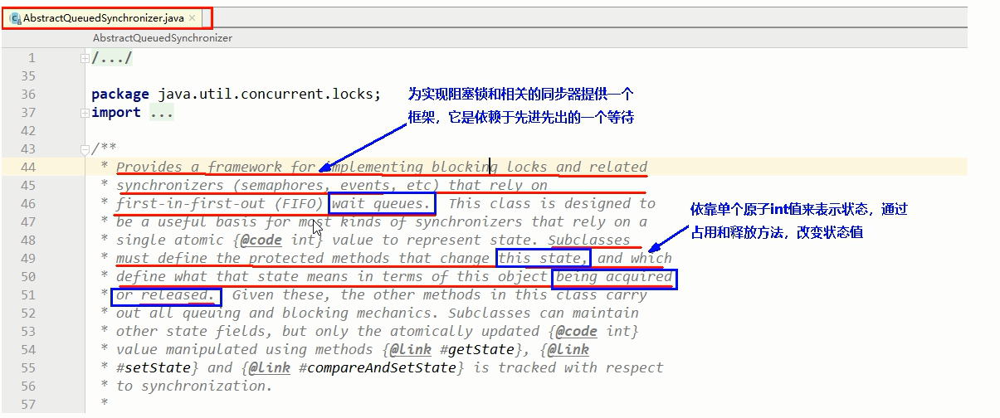 AbstractQueuedSynchronizer.java ×
AbstractQueuedSynchronizer
1 /.../
35
36 package java.util.concurrent.locks;
37 import ...
42
43 /**
44 * Provides a framework for implementing blocking locks and related
45 * synchronizers (semaphores, events, etc) that rely on
46 * first-in-first-out (FIFO) wait queues.  This class is designed to
47 * be a useful basis for most kinds of synchronizers that rely on a
48 * single atomic {@code int} value to represent state. Subclasses
49 * must define the protected methods that change this state, and which
50 * define what that state means in terms of this object being acquired
51 * or released.  Given these, the other methods in this class carry
52 * out all queuing and blocking mechanics. Subclasses can maintain
53 * other state fields, but only the atomically updated {@code int}
54 * value manipulated using methods {@link #getState}, {@link
55 * #setState} and {@link #compareAndSetState} is tracked with respect
56 * to synchronization.
57 *
为实现阻塞锁和相关的同步器提供一个
框架，它是依赖于先进先出的一个等待
依靠单个原子int值来表示状态，通过
占用和释放方法，改变状态值